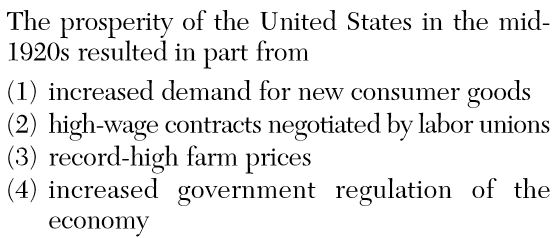 The prosperity of the United States in the mid-
1920s resulted in part from
(1) increased demand for new consumer goods
(2) high-wage contracts negotiated by labor unions
(3) record-high farm prices
(4) increased government regulation of the
economy